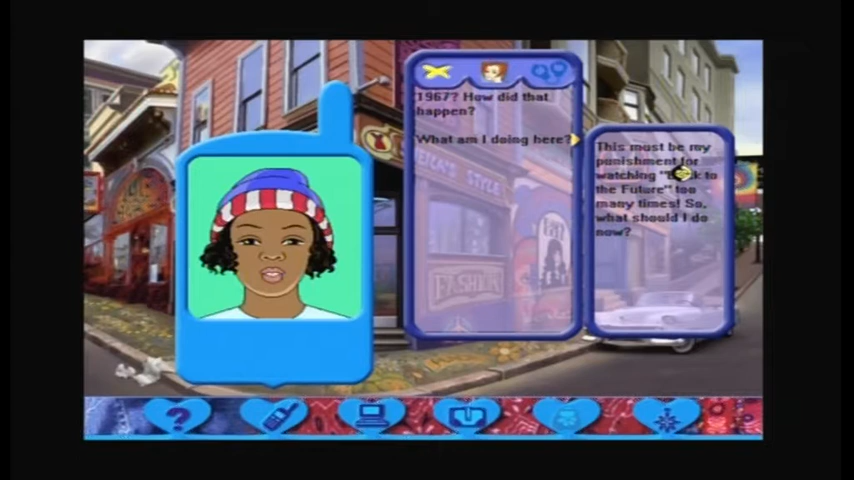 1967? How did that
happen?
What am I doing here?
This must be my
punishment for
watching "Back to
the Future" too
many times! So,
what should I do
now?
STYLE
FASHION
?